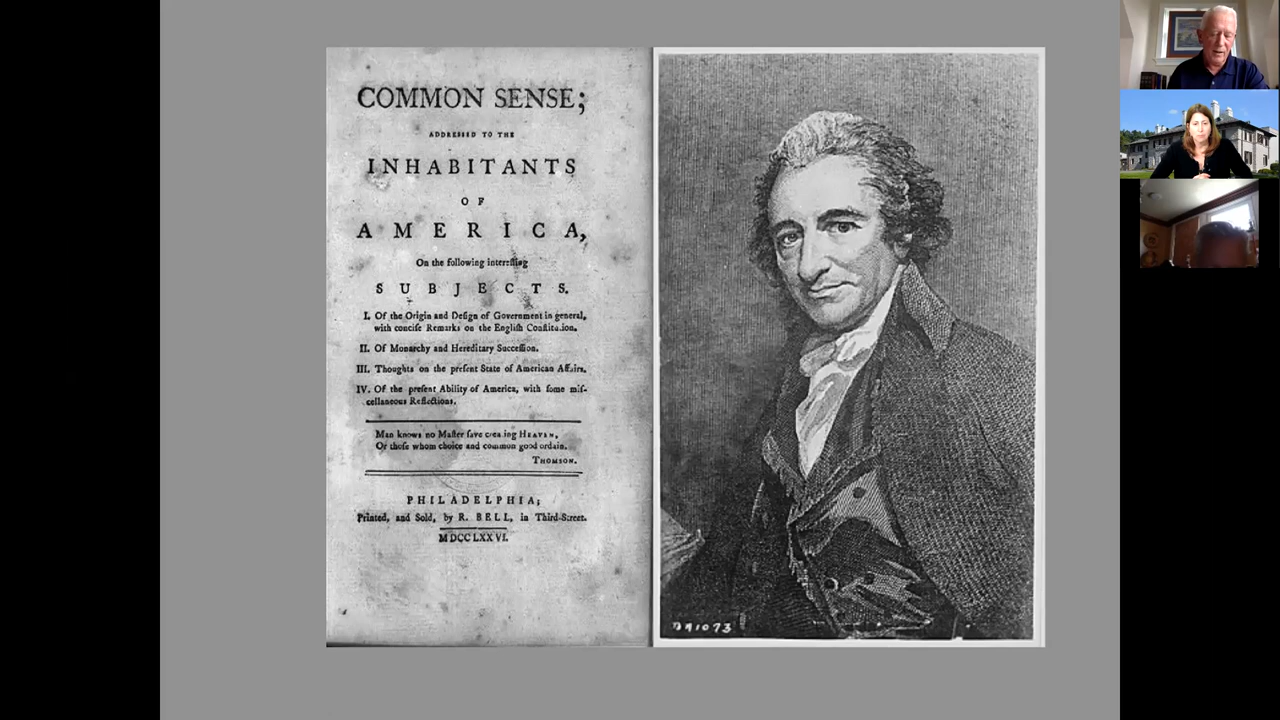 COMMON SENSE;
ADDRESSED TO THE
INHABITANTS
OF
AMERICA,
On the following interesting
SUBJECTS.
I. Of the Origin and Design of Government in general,
with concise Remarks on the English Constitution.
II. Of Monarchy and Hereditary Succession.
III. Thoughts on the present State of American Affairs.
IV. Of the present Ability of America, with some mis-
cellaneous Reflections.
Man knows no Master save creating HEAVEN,
Or those whom choice and common good ordain.
THOMSON.
PHILADELPHIA;
Printed, and Sold, by R. BELL, in Third-Street.
MDCCLXXVI.
DA1073